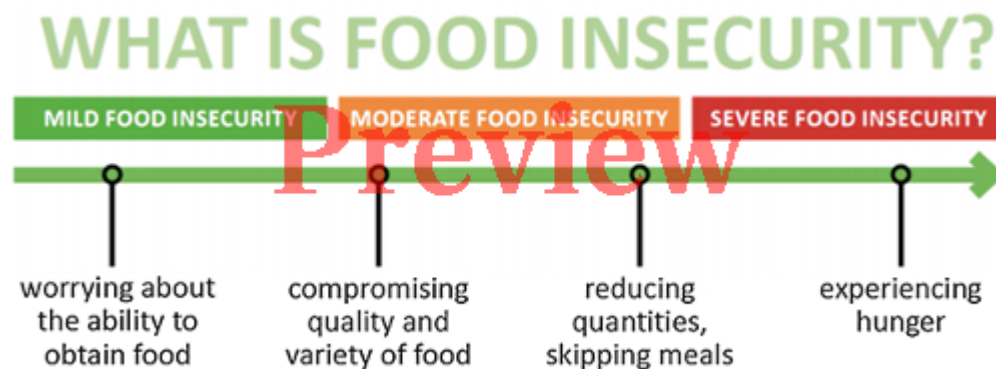 WHAT IS FOOD INSECURITY?
MILD FOOD INSECURITY
MODERATE FOOD INSECURITY
SEVERE FOOD INSECURITY
Preview
worrying about
the ability to
obtain food
compromising
quality and
variety of food
reducing
quantities,
skipping meals
experiencing
hunger